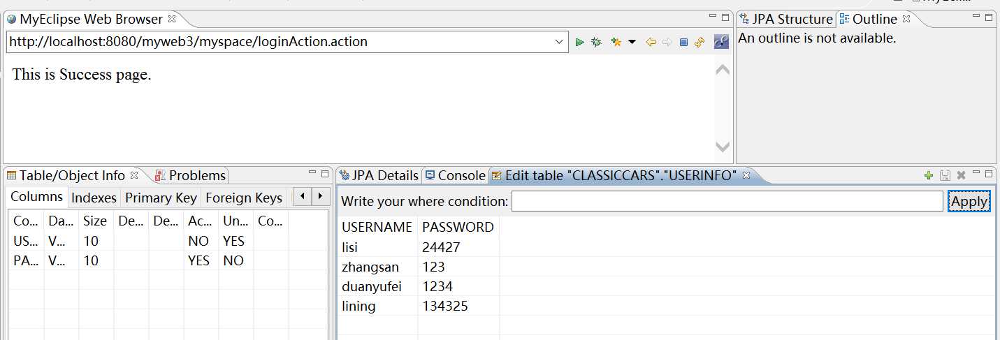 MyEclipse Web Browser
JPA Structure Outline
http://localhost:8080/myweb3/myspace/loginAction.action
An outline is not available.
This is Success page.
Table/Object Info Problems
JPA Details Console Edit table "CLASSICCARS"."USERINFO"
Columns Indexes Primary Key Foreign Keys
Write your where condition: Apply
Co... Da... Size De... De... Ac... Un... Co...
US... V... 10 NO YES
PA... V... 10 YES NO
USERNAME PASSWORD
lisi 24427
zhangsan 123
duanyufei 1234
lining 134325